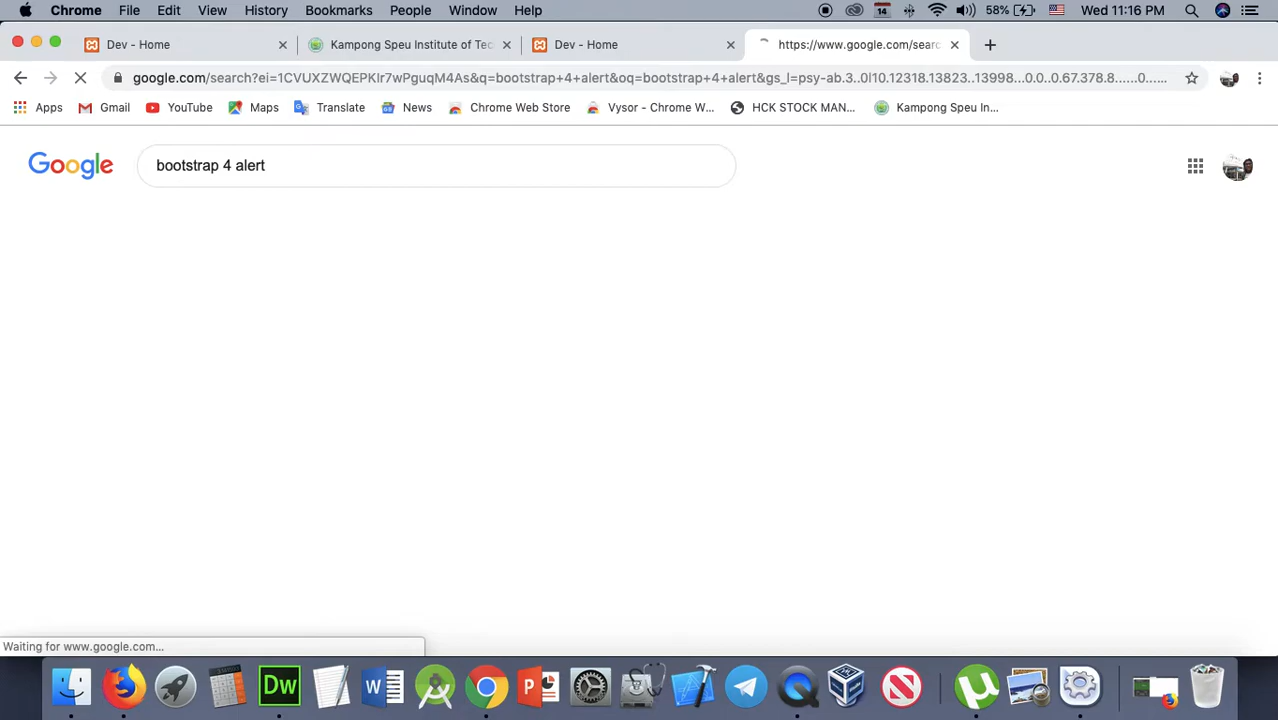 Chrome File Edit View History Bookmarks People Window Help 14 58% Wed 11:16 PM
Dev - Home Kampong Speu Institute of Tec Dev - Home https://www.google.com/searc
google.com/search?ei=1CVUXZWQEPKIr7wPguqM4As&q=bootstrap+4+alert&oq=bootstrap+4+alert&gs_l=psy-ab.3..0l10.12318.13823..13998...0.0..0.67.378.8......0......
Apps Gmail YouTube Maps Translate News Chrome Web Store Vysor - Chrome W... HCK STOCK MAN... Kampong Speu In...
Google bootstrap 4 alert
Waiting for www.google.com...
Dw W P N µ